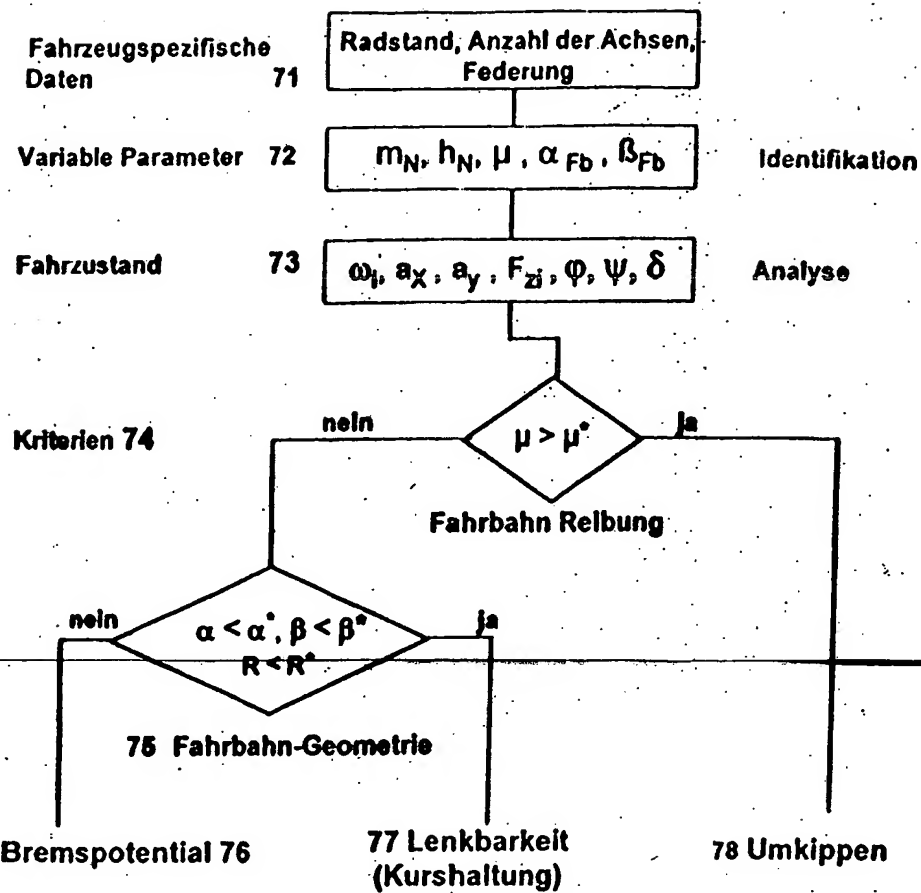 Fahrzeugspezifische
Daten 71
Radstand, Anzahl der Achsen,
Federung
Variable Parameter 72
m_N, h_N, μ, α_Fb, ß_Fb
Identifikation
Fahrzustand 73
ω_i, a_x, a_y, F_zi, φ, ψ, δ
Analyse
Kriterien 74
nein
μ > μ*
ja
Fahrbahn Reibung
nein
α < α*, β < β*
R < R*
ja
75 Fahrbahn-Geometrie
Bremspotential 76
77 Lenkbarkeit
(Kurshaltung)
78 Umkippen